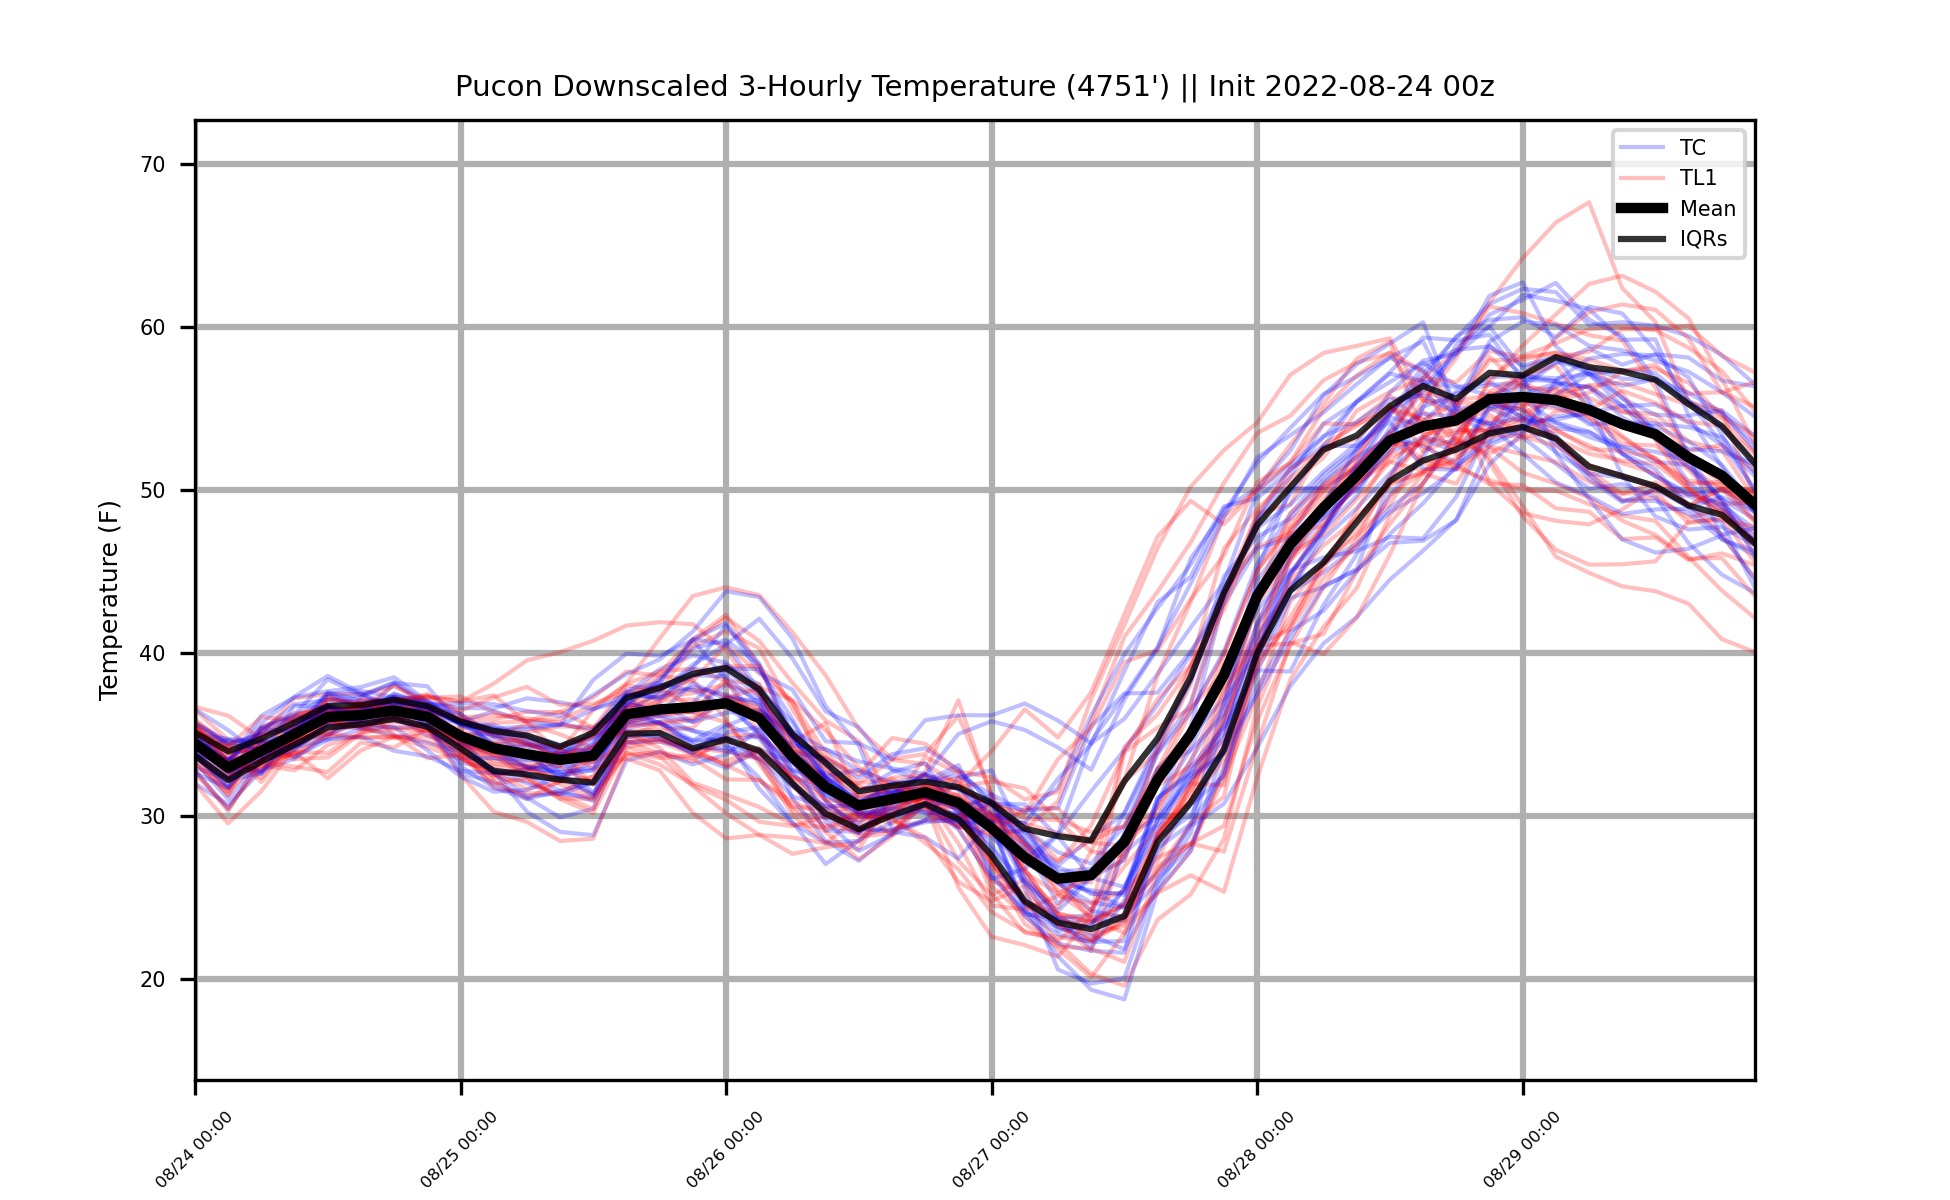 Pucon Downscaled 3-Hourly Temperature (4751') || Init 2022-08-24 00z
TC
TL1
Mean
IQRs
Temperature (F)
70
60
50
40
30
20
08/24 00:00
08/25 00:00
08/26 00:00
08/27 00:00
08/28 00:00
08/29 00:00